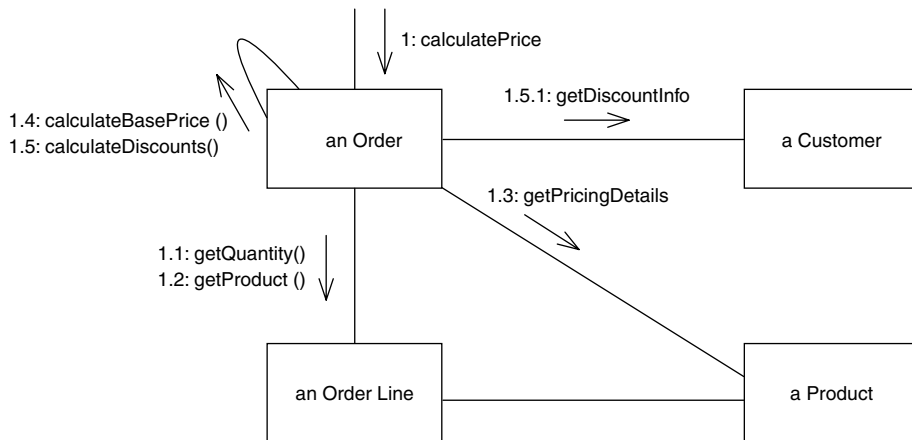 1: calculatePrice
1.5.1: getDiscountInfo
1.4: calculateBasePrice ()
1.5: calculateDiscounts()
an Order
a Customer
1.3: getPricingDetails
1.1: getQuantity()
1.2: getProduct ()
an Order Line
a Product